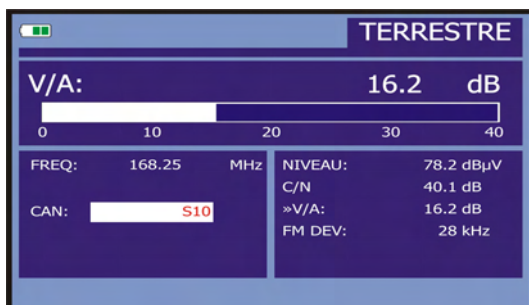 TERRESTRE
V/A: 16.2 dB
0 10 20 30 40
FREQ: 168.25 MHz
CAN: S10
NIVEAU: 78.2 dBµV
C/N 40.1 dB
»V/A: 16.2 dB
FM DEV: 28 kHz